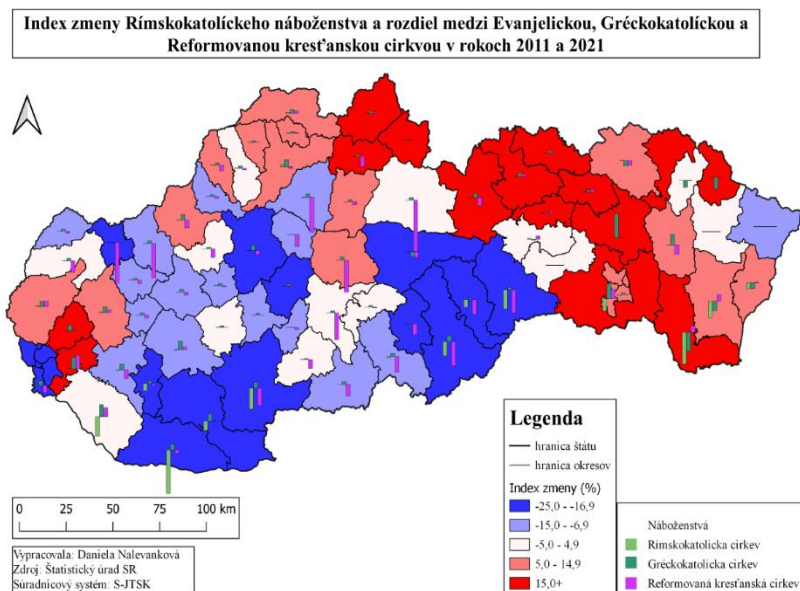 Index zmeny Rímskokatolíckeho náboženstva a rozdiel medzi Evanjelickou, Gréckokatolíckou a
Reformovanou kresťanskou cirkvou v rokoch 2011 a 2021
Legenda
hranica štátu
hranica okresov
Index zmeny (%)
-25,0 - -16,9
-15,0 - -6,9
-5,0 - 4,9
5,0 - 14,9
15,0+
Náboženstvá
Rímskokatolícka cirkev
Gréckokatolícka cirkev
Reformovaná kresťanská cirkev
0 25 50 75 100 km
Vypracovala: Daniela Nalevanková
Zdroj: Štatistický úrad SR
Súradnicový systém: S-JTSK